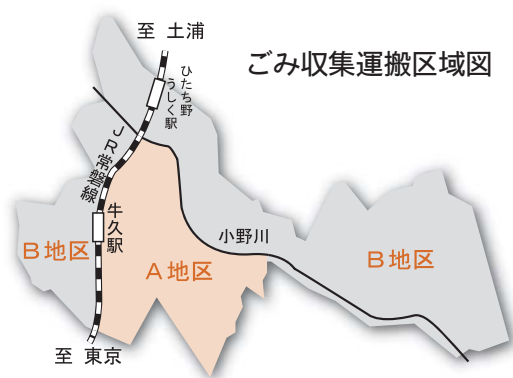 至 土浦
ごみ収集運搬区域図
ひたち野
うしく駅
JR常磐線
牛久駅
小野川
B地区
A地区
B地区
至 東京